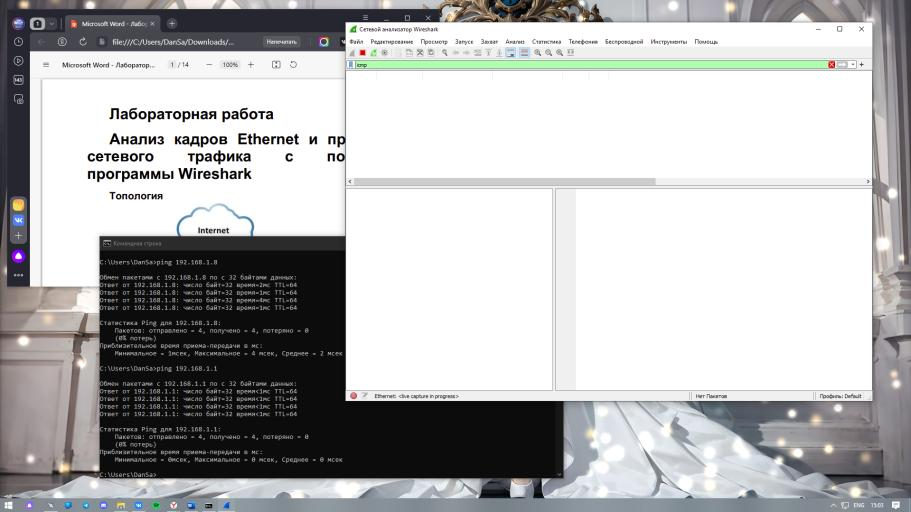 1
Microsoft Word - Лаборат
file:///C:/Users/DanSa/Downloads/...
Напечатать
Microsoft Word - Лаборатор...
1 / 14
100%
143
Лабораторная работа
Анализ кадров Ethernet и пр
сетевого трафика с по
программы Wireshark
Топология
Internet
Сетевой анализатор Wireshark
Файл Редактирование Просмотр Запуск Захват Анализ Статистика Телефония Беспроводной Инструменты Помощь
icmp
Ethernet: <live capture in progress>
Нет Пакетов
Профиль: Default
Командная строка
C:\Users\DanSa>ping 192.168.1.8
Обмен пакетами с 192.168.1.8 по с 32 байтами данных:
Ответ от 192.168.1.8: число байт=32 время=2мс TTL=64
Ответ от 192.168.1.8: число байт=32 время=1мс TTL=64
Ответ от 192.168.1.8: число байт=32 время=4мс TTL=64
Ответ от 192.168.1.8: число байт=32 время=1мс TTL=64
Статистика Ping для 192.168.1.8:
Пакетов: отправлено = 4, получено = 4, потеряно = 0
(0% потерь)
Приблизительное время приема-передачи в мс:
Минимальное = 1мсек, Максимальное = 4 мсек, Среднее = 2 мсек
C:\Users\DanSa>ping 192.168.1.1
Обмен пакетами с 192.168.1.1 по с 32 байтами данных:
Ответ от 192.168.1.1: число байт=32 время<1мс TTL=64
Ответ от 192.168.1.1: число байт=32 время<1мс TTL=64
Ответ от 192.168.1.1: число байт=32 время<1мс TTL=64
Ответ от 192.168.1.1: число байт=32 время<1мс TTL=64
Статистика Ping для 192.168.1.1:
Пакетов: отправлено = 4, получено = 4, потеряно = 0
(0% потерь)
Приблизительное время приема-передачи в мс:
Минимальное = 0мсек, Максимальное = 0 мсек, Среднее = 0 мсек
C:\Users\DanSa>
ENG 15:03